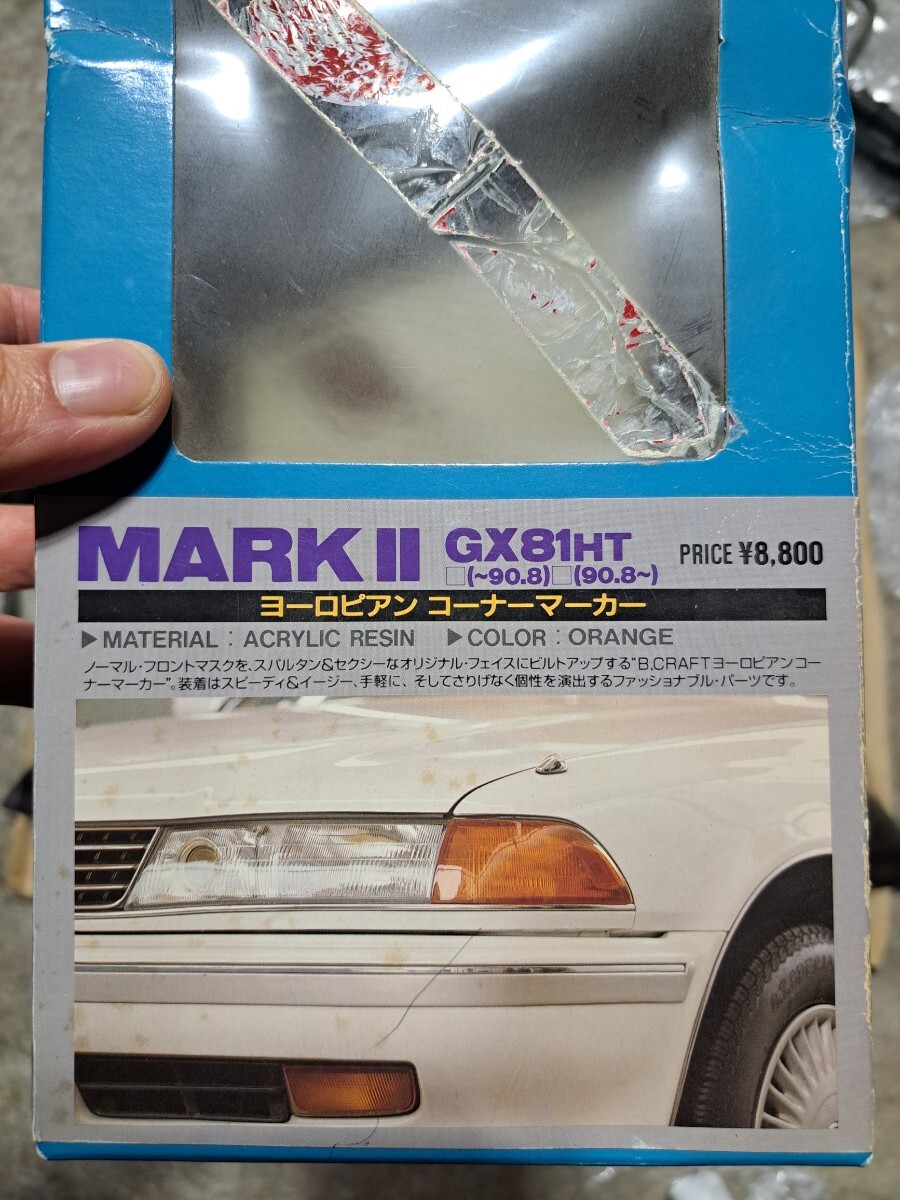 MARK II GX81HT PRICE ¥8,800
□(~90.8)□(90.8~)
ヨーロピアン コーナーマーカー
▶MATERIAL：ACRYLIC RESIN ▶COLOR：ORANGE
ノーマル・フロントマスクを、スパルタン&セクシーなオリジナル・フェイスにビルトアップする“B,CRAFTヨーロピアンコー
ナーマーカー”。装着はスピーディ&イージー、手軽に、そしてさりげなく個性を演出するファッショナブル・パーツです。